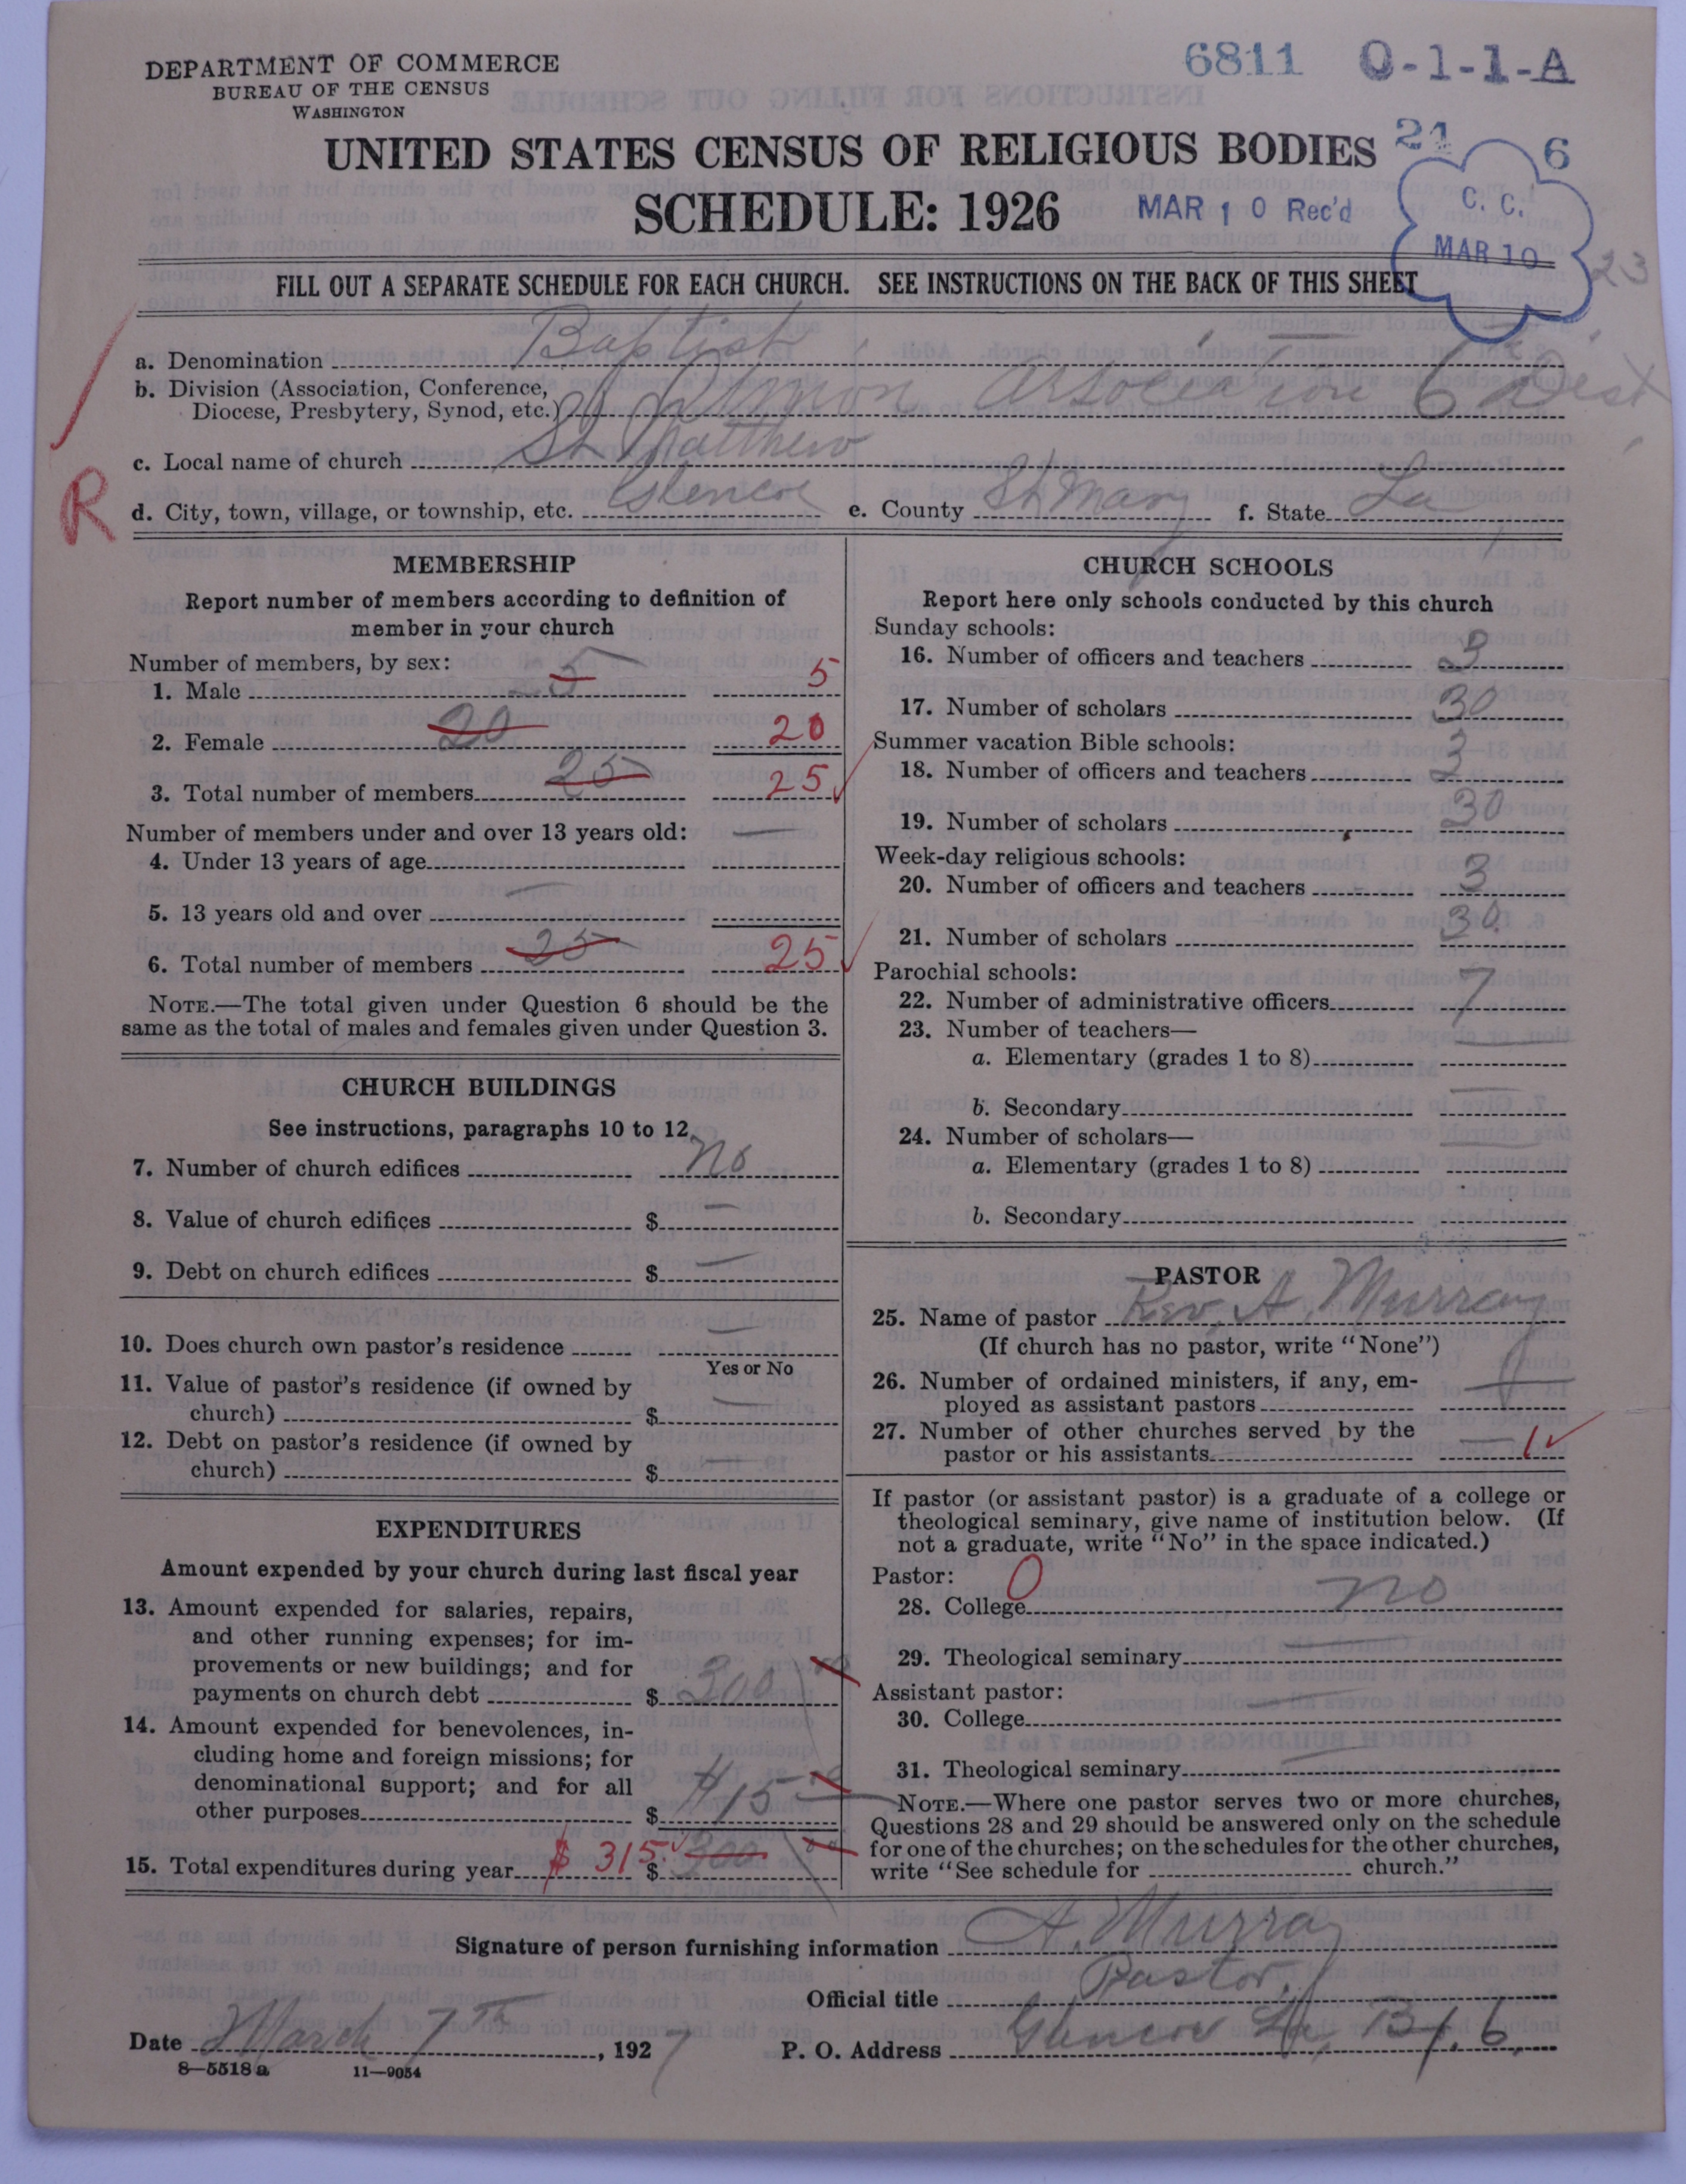 DEPARTMENT OF COMMERCE
BUREAU OF THE CENSUS
WASHINGTON
6811 0-1-1-A
UNITED STATES CENSUS OF RELIGIOUS BODIES
21 6
SCHEDULE: 1926
MAR 10 Rec'd
C. C.
MAR 10
23
FILL OUT A SEPARATE SCHEDULE FOR EACH CHURCH. SEE INSTRUCTIONS ON THE BACK OF THIS SHEET
a. Denomination Baptist
b. Division (Association, Conference,
Diocese, Presbytery, Synod, etc.) Association 6 Dist
c. Local name of church St Matthew
R
d. City, town, village, or township, etc. Glencoe e. County St Mary f. State La
MEMBERSHIP
Report number of members according to definition of
member in your church
Number of members, by sex:
1. Male 5 5
2. Female 20 20
3. Total number of members 25 25
Number of members under and over 13 years old: —
4. Under 13 years of age
5. 13 years old and over —
6. Total number of members 25 25
NOTE.—The total given under Question 6 should be the
same as the total of males and females given under Question 3.
CHURCH BUILDINGS
See instructions, paragraphs 10 to 12
7. Number of church edifices no
8. Value of church edifices $ —
9. Debt on church edifices $ —
10. Does church own pastor's residence —
Yes or No
11. Value of pastor's residence (if owned by
church) $ —
12. Debt on pastor's residence (if owned by
church) $ —
EXPENDITURES
Amount expended by your church during last fiscal year
13. Amount expended for salaries, repairs,
and other running expenses; for im-
provements or new buildings; and for
payments on church debt $ 300
14. Amount expended for benevolences, in-
cluding home and foreign missions; for
denominational support; and for all
other purposes $ 15
15. Total expenditures during year $ 315. $ 300
CHURCH SCHOOLS
Report here only schools conducted by this church
Sunday schools:
16. Number of officers and teachers 3
17. Number of scholars 30
Summer vacation Bible schools:
18. Number of officers and teachers 3
19. Number of scholars 30
Week-day religious schools:
20. Number of officers and teachers 3
21. Number of scholars 30
Parochial schools:
22. Number of administrative officers 7
23. Number of teachers—
a. Elementary (grades 1 to 8) —
b. Secondary —
24. Number of scholars—
a. Elementary (grades 1 to 8) —
b. Secondary
PASTOR
25. Name of pastor Rev, A, Murray
(If church has no pastor, write "None")
26. Number of ordained ministers, if any, em-
ployed as assistant pastors
27. Number of other churches served by the
pastor or his assistants — 1
If pastor (or assistant pastor) is a graduate of a college or
theological seminary, give name of institution below. (If
not a graduate, write "No" in the space indicated.)
Pastor: 0
28. College no
29. Theological seminary
Assistant pastor:
30. College —
31. Theological seminary —
NOTE.—Where one pastor serves two or more churches,
Questions 28 and 29 should be answered only on the schedule
for one of the churches; on the schedules for the other churches,
write "See schedule for church."
Signature of person furnishing information A. Murray
Official title Pastor
Date March 7th, 1927 P. O. Address Glencoe La, B, 6
8—5518a 11—9054